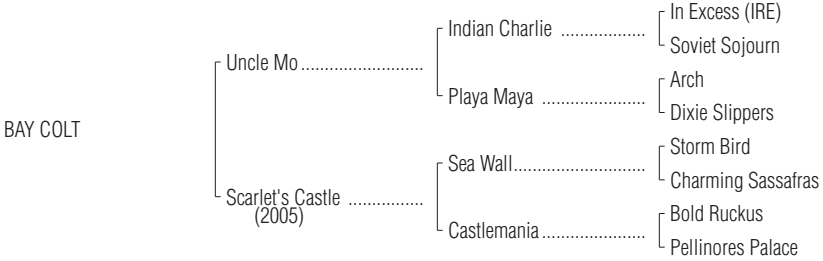 In Excess (IRE)
Indian Charlie ...................
Soviet Sojourn
Uncle Mo ..........................
Arch
Playa Maya ......................
Dixie Slippers
BAY COLT
Storm Bird
Sea Wall............................
Charming Sassafras
Scarlet's Castle ................
(2005)
Bold Ruckus
Castlemania ......................
Pellinores Palace